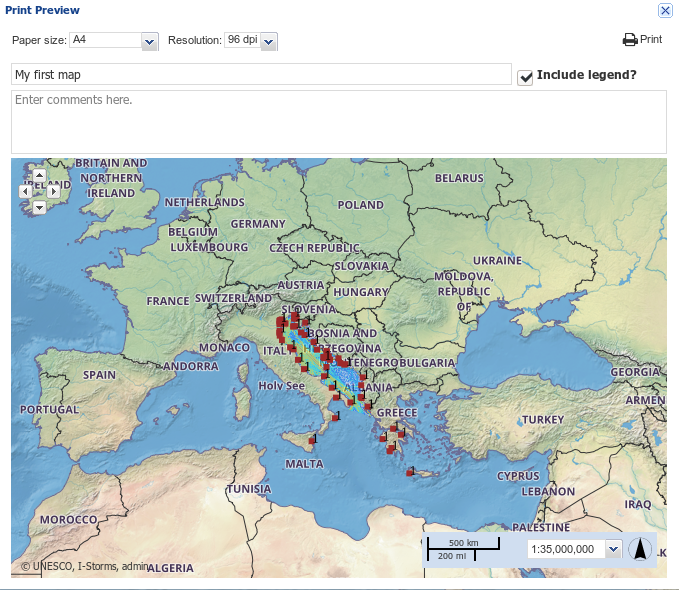 Print Preview
Paper size: A4 Resolution: 96 dpi Print
My first map Include legend?
Enter comments here.
BRITAIN AND
NORTHERN
IRELAND
IRELAND
BELARUS
NETHERLANDS
POLAND
GERMANY
BELGIUM
LUXEMBOURG
CZECH REPUBLIC
UKRAINE
SLOVAKIA
MOLDOVA,
REPUBLIC
OF
AUSTRIA
HUNGARY
FRANCE
SWITZERLAND
SLOVENIA
BOSNIA AND
HERZEGOVINA
MONACO
ITALY
ANDORRA
TENEGRO
BULGARIA
SPAIN
GEORGIA
Holy See
ALBANIA
ARMEN
PORTUGAL
GREECE
TURKEY
MALTA
CYPRUS
TUNISIA
LEBANON
IRAQ
MOROCCO
PALESTINE
500 km
200 mi
1:35,000,000
© UNESCO, I-Storms, admin
ALGERIA